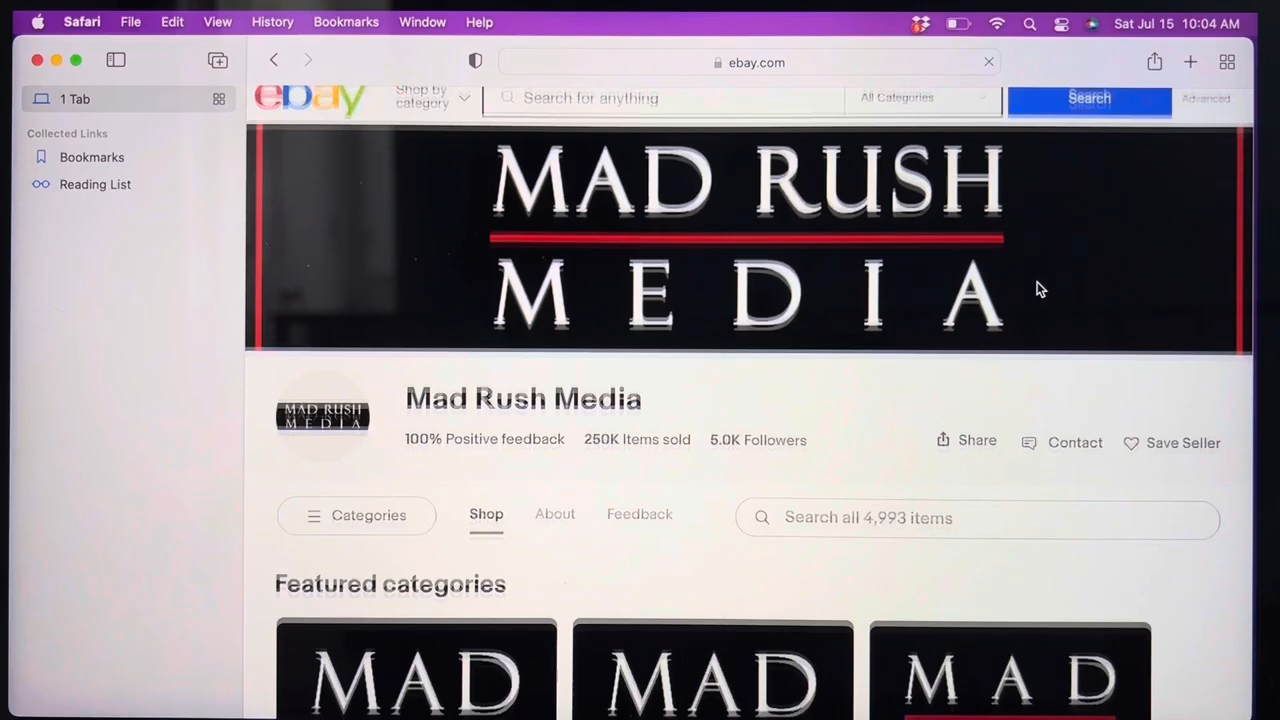 Safari File Edit View History Bookmarks Window Help Sat Jul 15 10:04 AM
ebay.com
1 Tab
ebay Shop by category Search for anything All Categories Search Advanced
Collected Links
Bookmarks
Reading List
MAD RUSH
MEDIA
MAD RUSH
MEDIA
Mad Rush Media
100% Positive feedback 250K Items sold 5.0K Followers
Share Contact Save Seller
Categories Shop About Feedback Search all 4,993 items
Featured categories
MAD MAD MAD